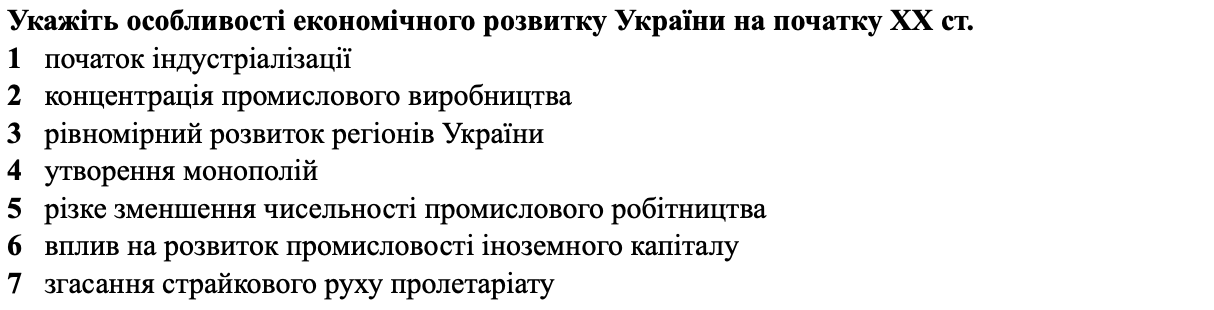 Укажіть особливості економічного розвитку України на початку XX ст.
1 початок індустріалізації
2 концентрація промислового виробництва
3 рівномірний розвиток регіонів України
4 утворення монополій
5 різке зменшення чисельності промислового робітництва
6 вплив на розвиток промисловості іноземного капіталу
7 згасання страйкового руху пролетаріату